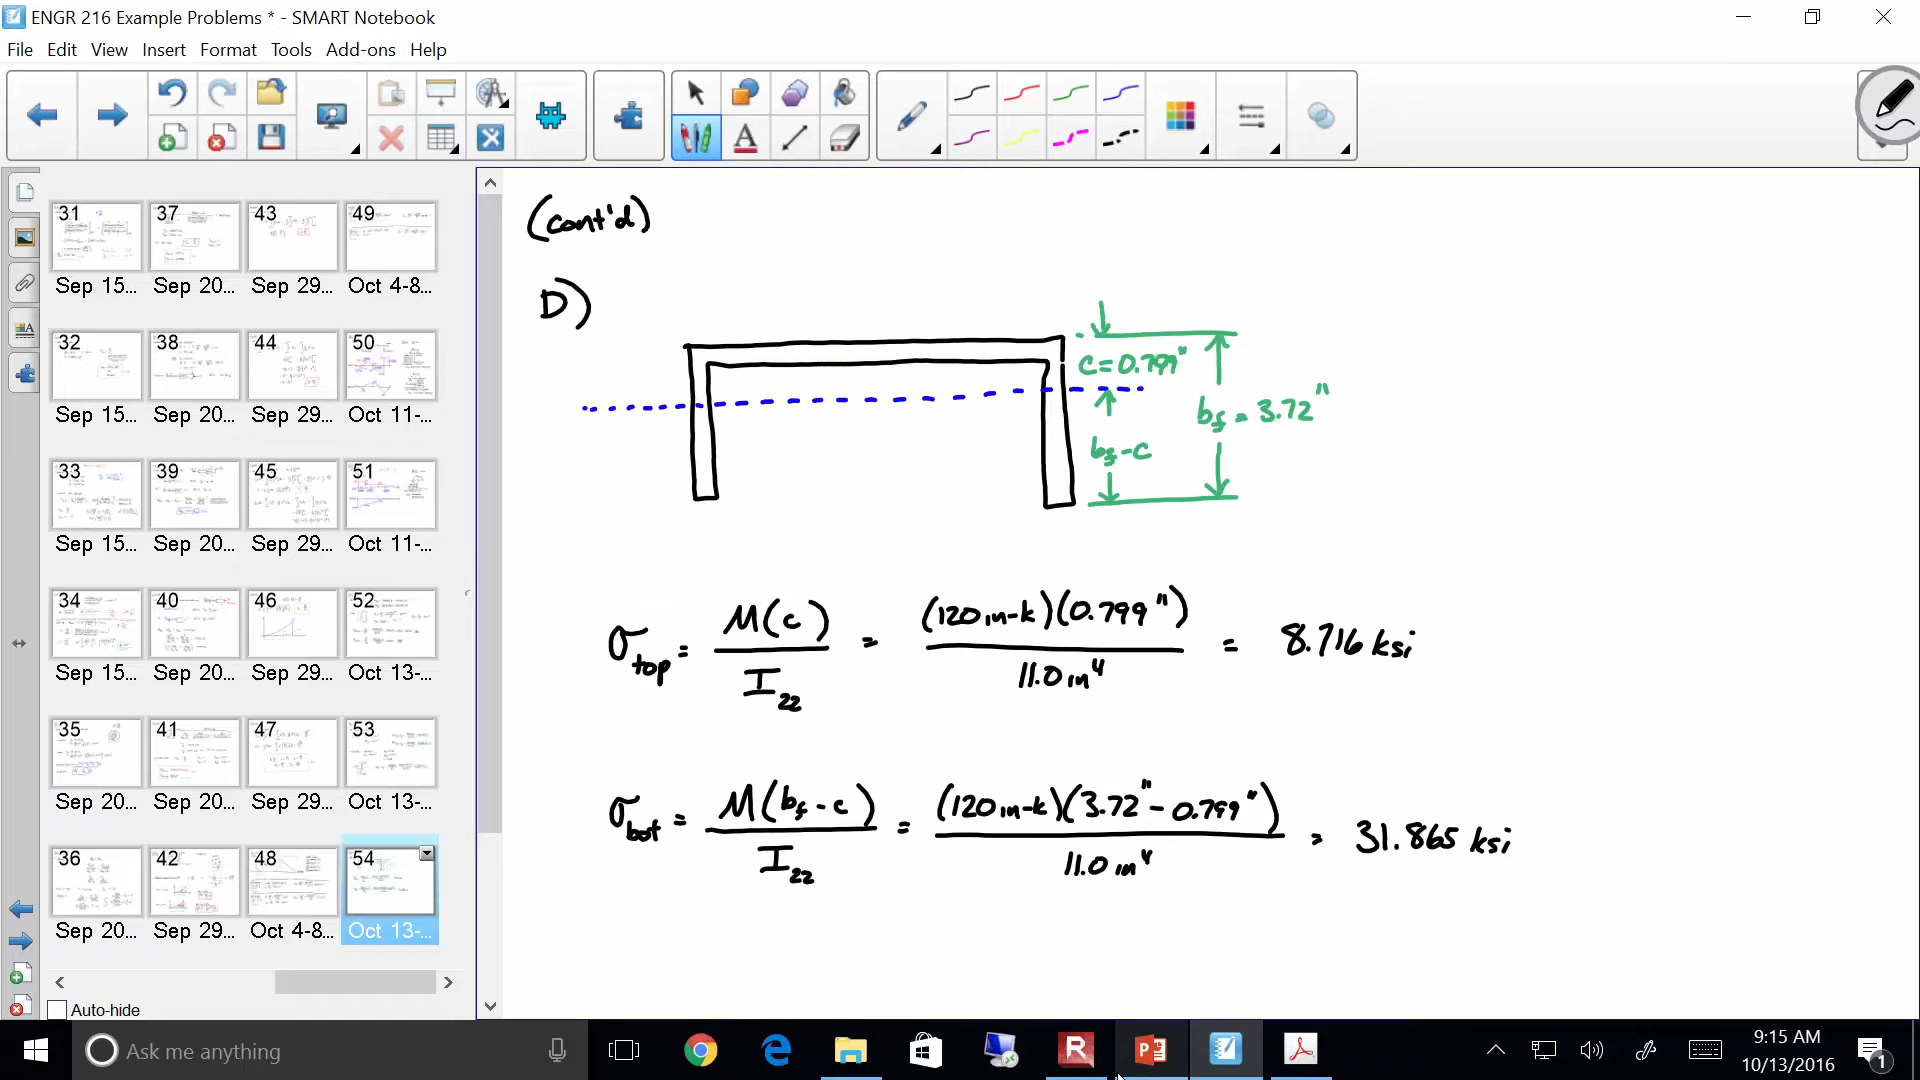 ENGR 216 Example Problems * - SMART Notebook
File Edit View Insert Format Tools Add-ons Help
31 37 43 49
Sep 15... Sep 20... Sep 29... Oct 4-8...
32 38 44 50
Sep 15... Sep 20... Sep 29... Oct 11-...
33 39 45 51
Sep 15... Sep 20... Sep 29... Oct 11-...
34 40 46 52
Sep 15... Sep 20... Sep 29... Oct 13-...
35 41 47 53
Sep 20... Sep 29... Sep 29... Oct 13-...
36 42 48 54
Sep 20... Sep 29... Oct 4-8... Oct 13-...
Auto-hide
(cont'd)
D)
c = 0.799"
b_f = 3.72"
b_f - c
σ_top = M(c) / I_22 = (120 in-k)(0.799") / 11.0 in⁴ = 8.716 ksi
σ_bot = M(b_f - c) / I_22 = (120 in-k)(3.72" - 0.799") / 11.0 in⁴ = 31.865 ksi
Ask me anything
9:15 AM
10/13/2016
1